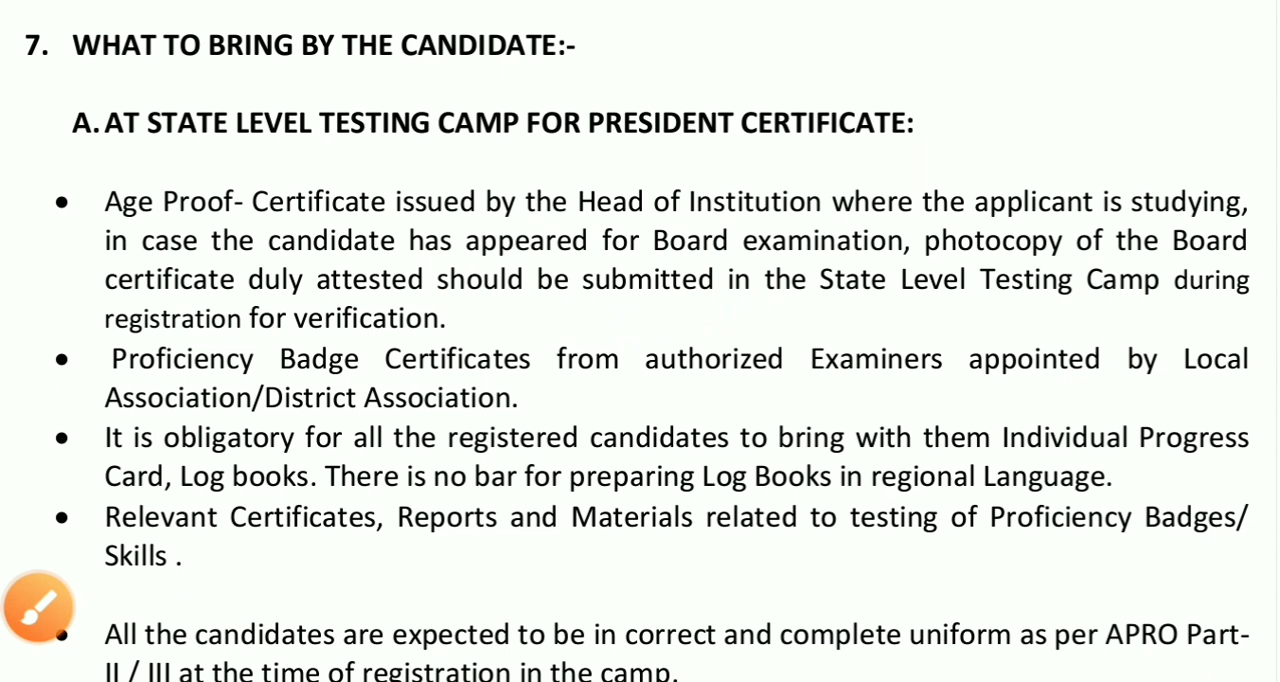 7. WHAT TO BRING BY THE CANDIDATE:-
A. AT STATE LEVEL TESTING CAMP FOR PRESIDENT CERTIFICATE:
• Age Proof- Certificate issued by the Head of Institution where the applicant is studying,
in case the candidate has appeared for Board examination, photocopy of the Board
certificate duly attested should be submitted in the State Level Testing Camp during
registration for verification.
• Proficiency Badge Certificates from authorized Examiners appointed by Local
Association/District Association.
• It is obligatory for all the registered candidates to bring with them Individual Progress
Card, Log books. There is no bar for preparing Log Books in regional Language.
• Relevant Certificates, Reports and Materials related to testing of Proficiency Badges/
Skills .
• All the candidates are expected to be in correct and complete uniform as per APRO Part-
II / III at the time of registration in the camp.